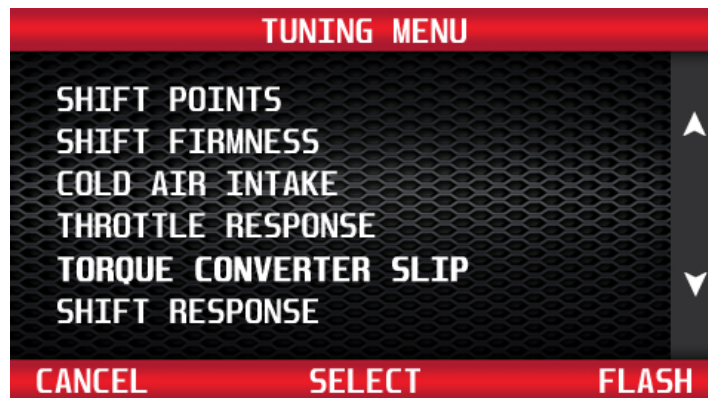 TUNING MENU
SHIFT POINTS
SHIFT FIRMNESS
COLD AIR INTAKE
THROTTLE RESPONSE
TORQUE CONVERTER SLIP
SHIFT RESPONSE
CANCEL SELECT FLASH